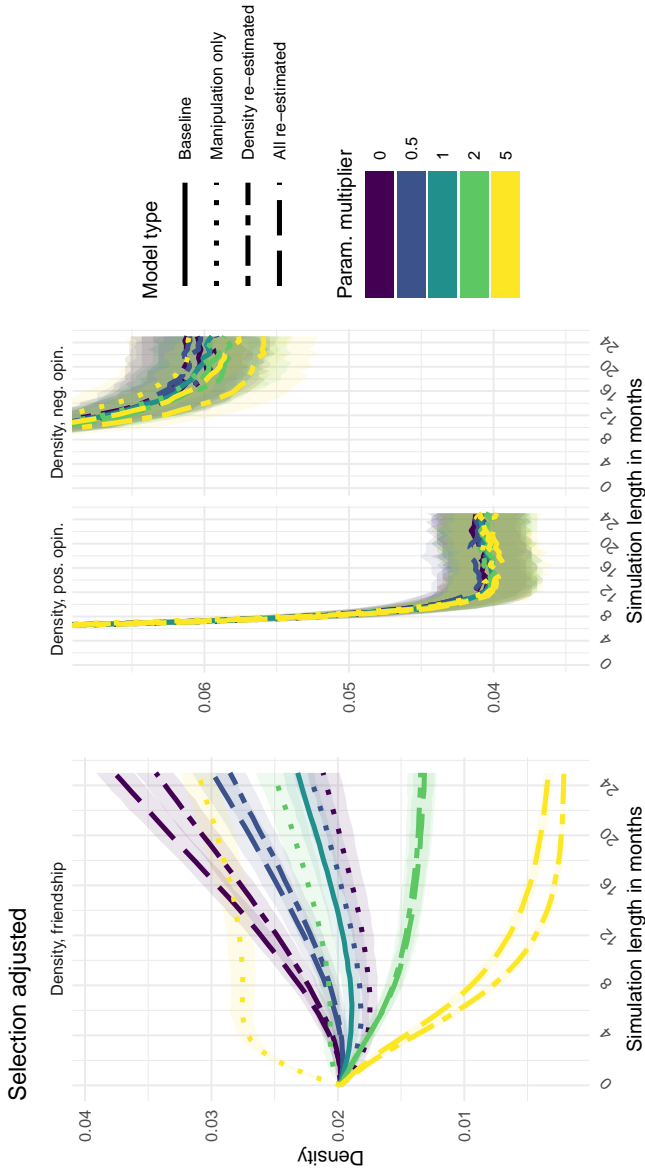 Selection adjusted
Density, friendship
Density, pos. opin.
Density, neg. opin.
Density
0.04
0.03
0.02
0.01
0 4 8 12 16 20 24
Simulation length in months
0.06
0.05
0.04
0 4 8 12 16 20 24
0 4 8 12 16 20 24
Simulation length in months
Model type
Baseline
Manipulation only
Density re−estimated
All re−estimated
Param. multiplier
0
0.5
1
2
5